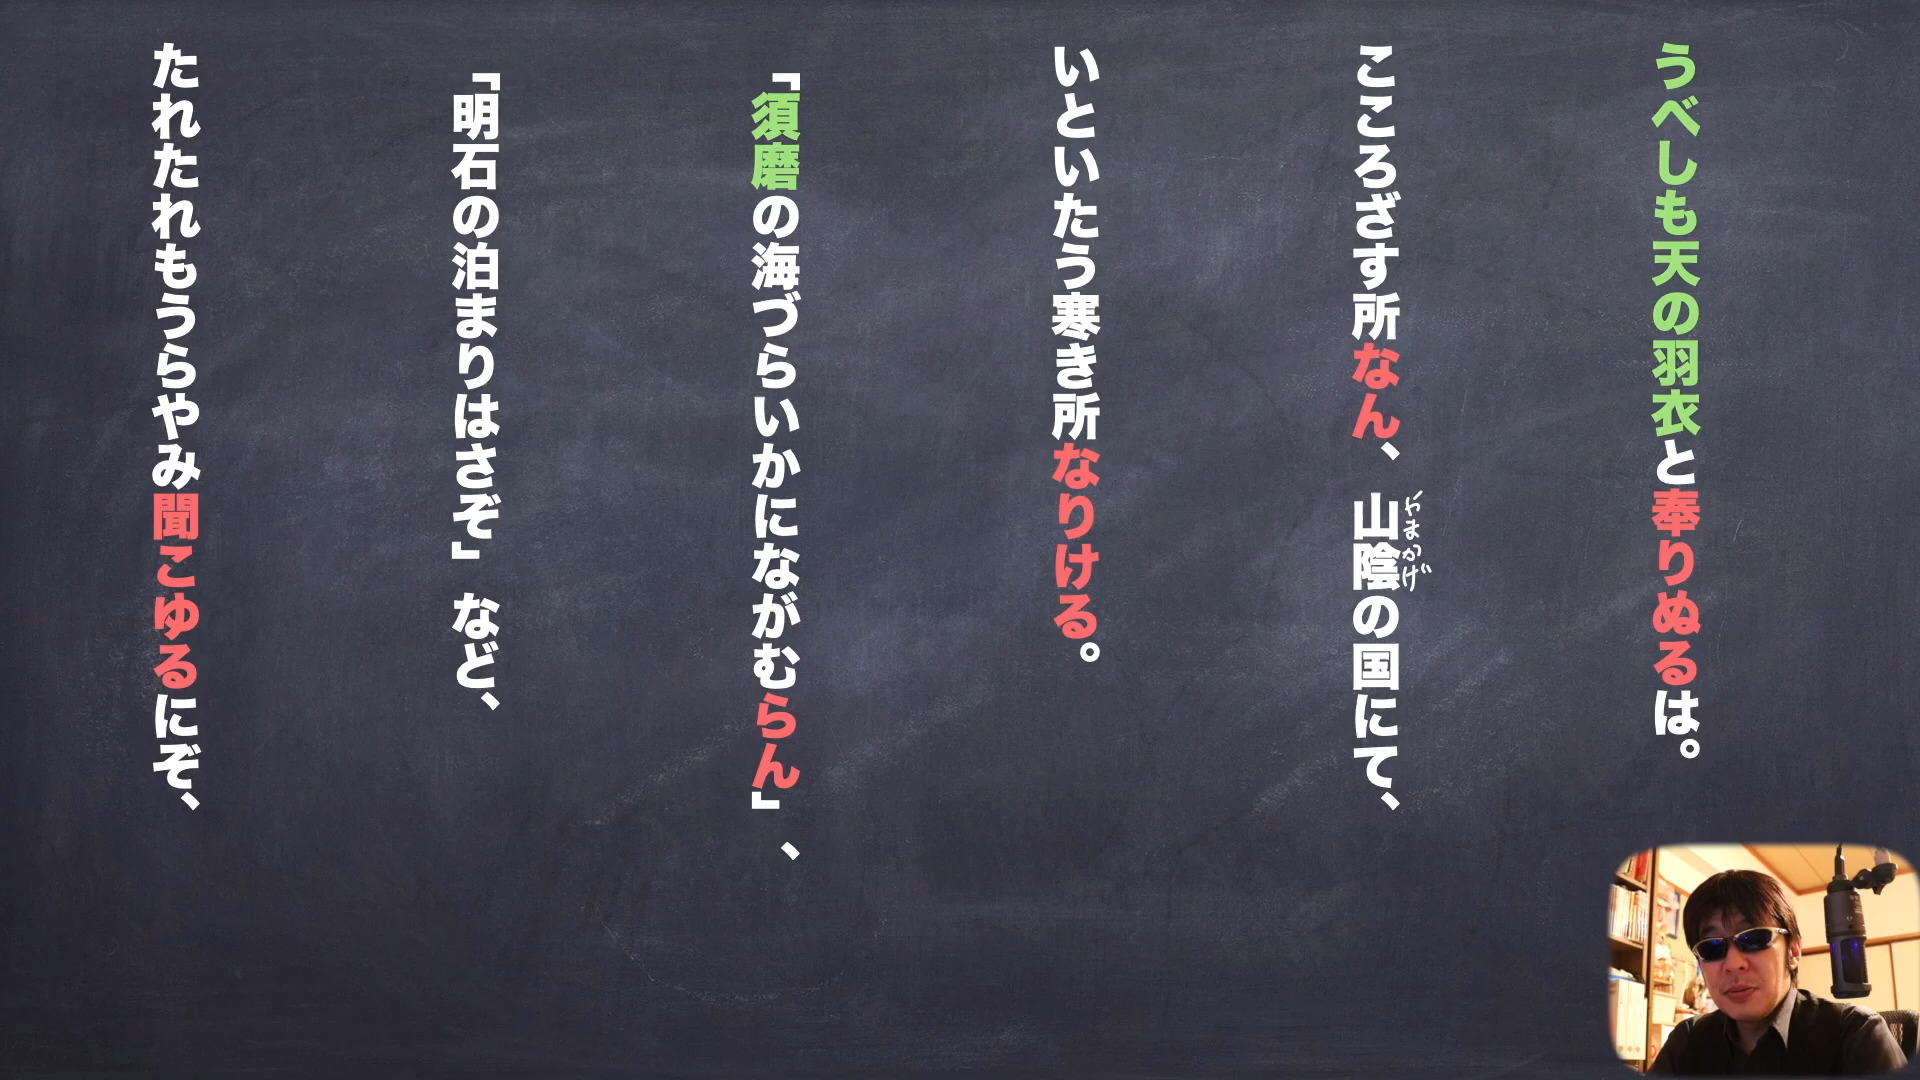 うべしも天の羽衣と奉りぬるは。
こころざす所なん、山陰の国にて、
やまかげ
いといたう寒き所なりける。
「須磨の海づらいかにながむらん」、
「明石の泊まりはさぞ」など、
たれたれもうらやみ聞こゆるにぞ、